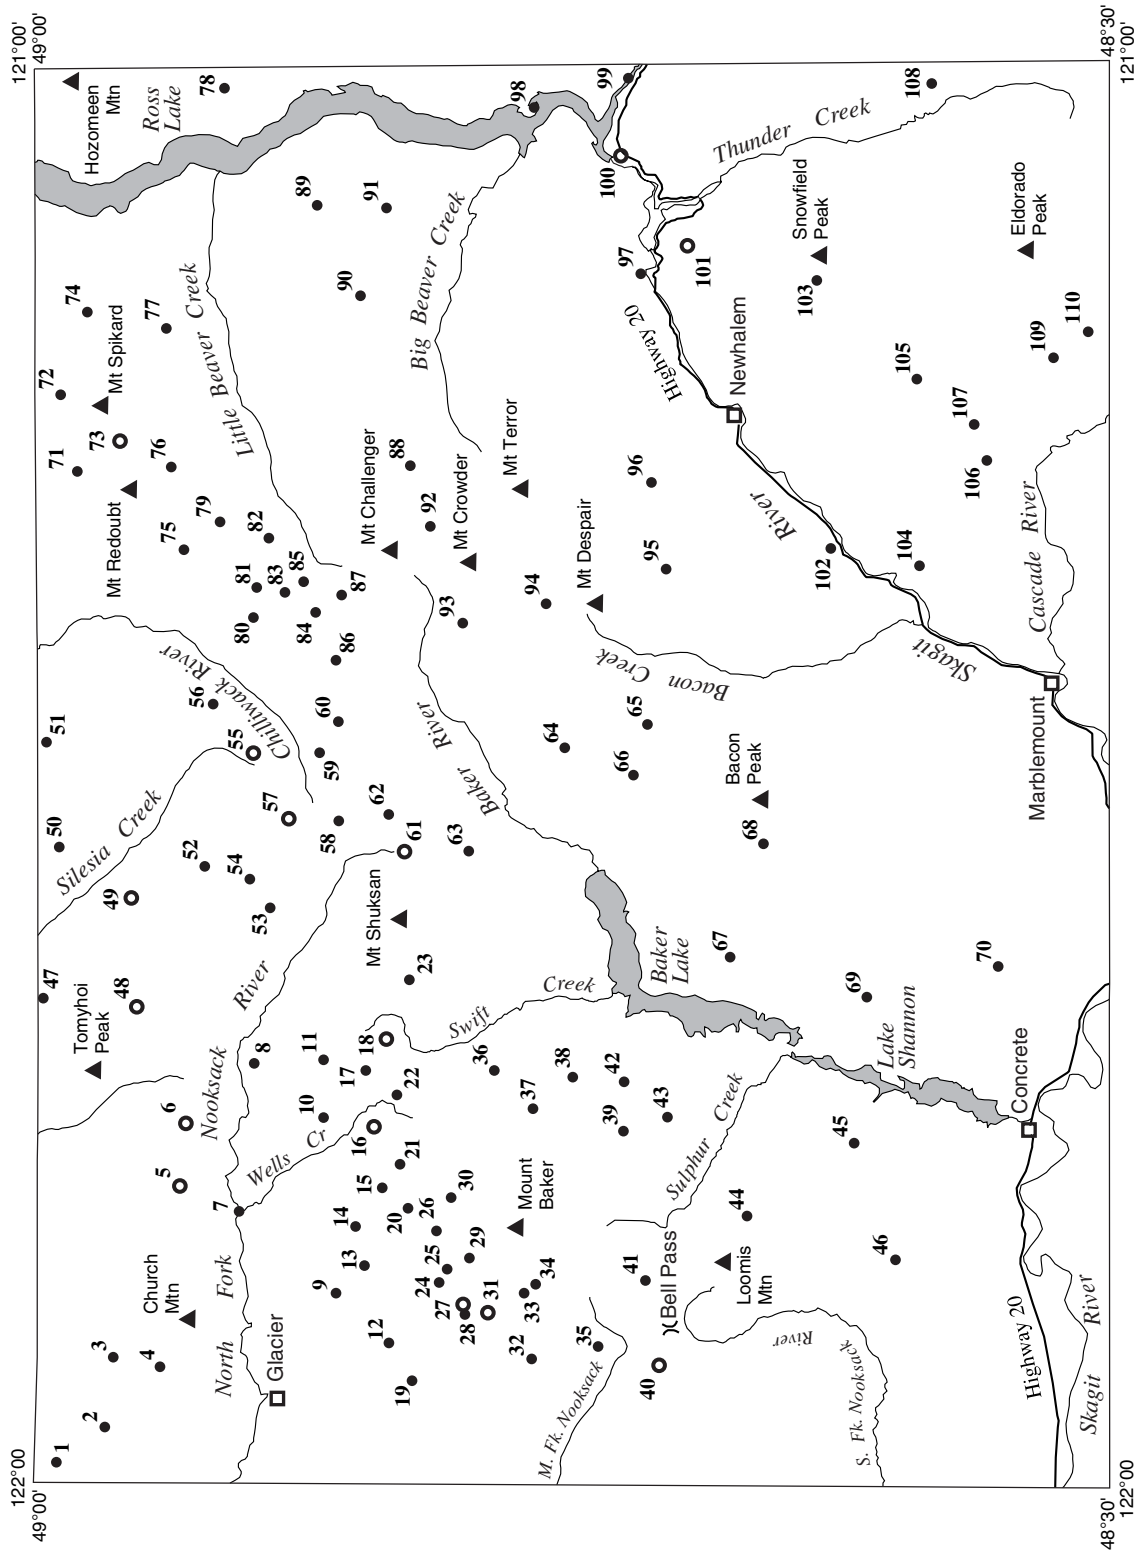 122°00
49°00'
121°00'
49°00'
48°30'
122°00
48°30'
121°00'
1
2
3
4
Church
Mtn
5
6
Tomyhoi
Peak
47
48
49
50
Silesia Creek
51
52
53
54
55
56
57
Chilliwack River
Mt Redoubt
71
72
73
Mt Spikard
74
75
76
77
78
Hozomeen
Mtn
Ross
Lake
79
80
81
82
83
84
85
86
87
Little Beaver Creek
89
90
91
Glacier
North Fork
Nooksack River
7
8
Wells Cr
9
10
11
12
13
14
15
16
17
18
19
20
21
22
23
Mt Shuksan
58
59
60
61
62
63
Mt Challenger
88
92
Mt Crowder
93
Big Beaver Creek
98
99
24
25
26
27
28
29
30
31
32
33
34
Mount
Baker
35
36
37
38
39
42
43
Swift Creek
Baker River
64
65
66
94
Mt Despair
Mt Terror
95
96
97
100
101
Highway 20
Thunder Creek
M. Fk. Nooksack
40
41
Bell Pass
Sulphur Creek
Baker
Lake
67
Bacon
Peak
68
Bacon Creek
Newhalem
River
Snowfield
Peak
103
108
44
Loomis
Mtn
River
S. Fk. Nooksack
45
46
69
Lake
Shannon
70
Skagit
102
104
105
106
107
Eldorado
Peak
109
110
Cascade River
Marblemount
Concrete
Highway 20
Skagit River